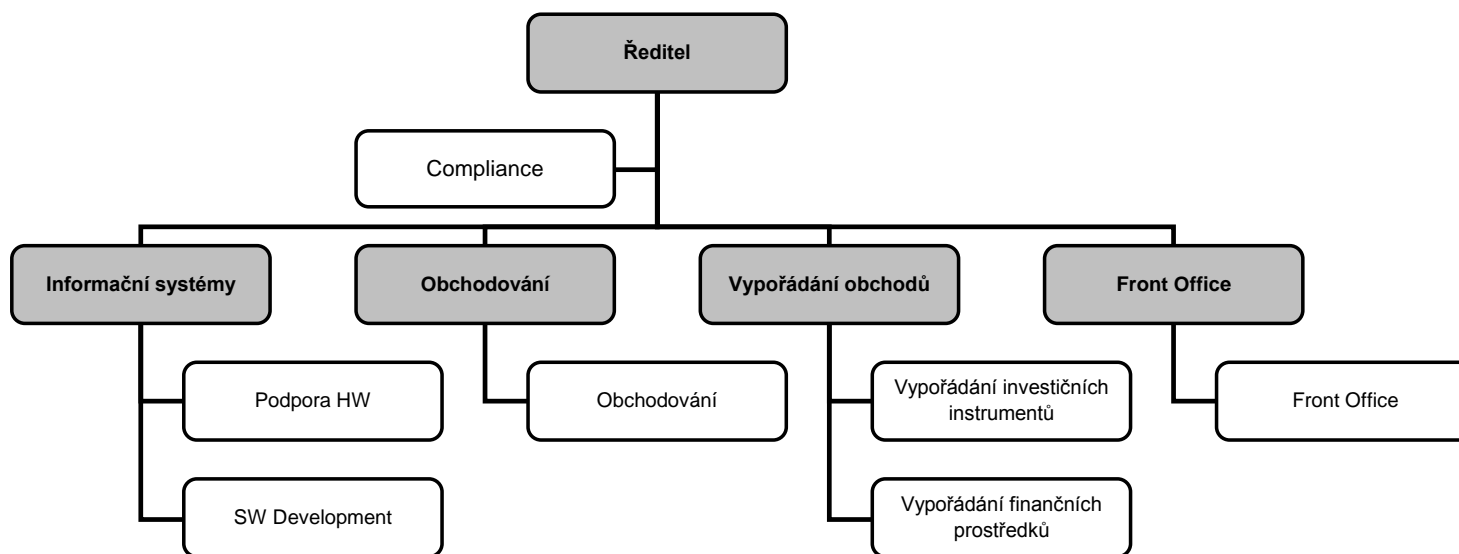 Ředitel
Compliance
Informační systémy
Obchodování
Vypořádání obchodů
Front Office
Podpora HW
Obchodování
Vypořádání investičních
instrumentů
Front Office
SW Development
Vypořádání finančních
prostředků